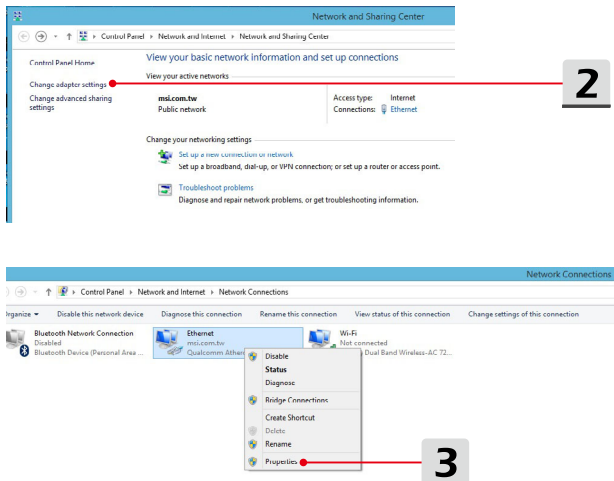 Network and Sharing Center
Control Panel ▸ Network and Internet ▸ Network and Sharing Center
Control Panel Home
Change adapter settings
Change advanced sharing
settings
View your basic network information and set up connections
View your active networks
msi.com.tw
Public network
Access type: Internet
Connections: Ethernet
Change your networking settings
Set up a new connection or network
Set up a broadband, dial-up, or VPN connection; or set up a router or access point.
Troubleshoot problems
Diagnose and repair network problems, or get troubleshooting information.
2
Network Connections
Control Panel ▸ Network and Internet ▸ Network Connections
Organize Disable this network device Diagnose this connection Rename this connection View status of this connection Change settings of this connection
Bluetooth Network Connection
Disabled
Bluetooth Device (Personal Area ...
Ethernet
msi.com.tw
Qualcomm Ather
Wi-Fi
Not connected
Dual Band Wireless-AC 72...
Disable
Status
Diagnose
Bridge Connections
Create Shortcut
Delete
Rename
Properties
3